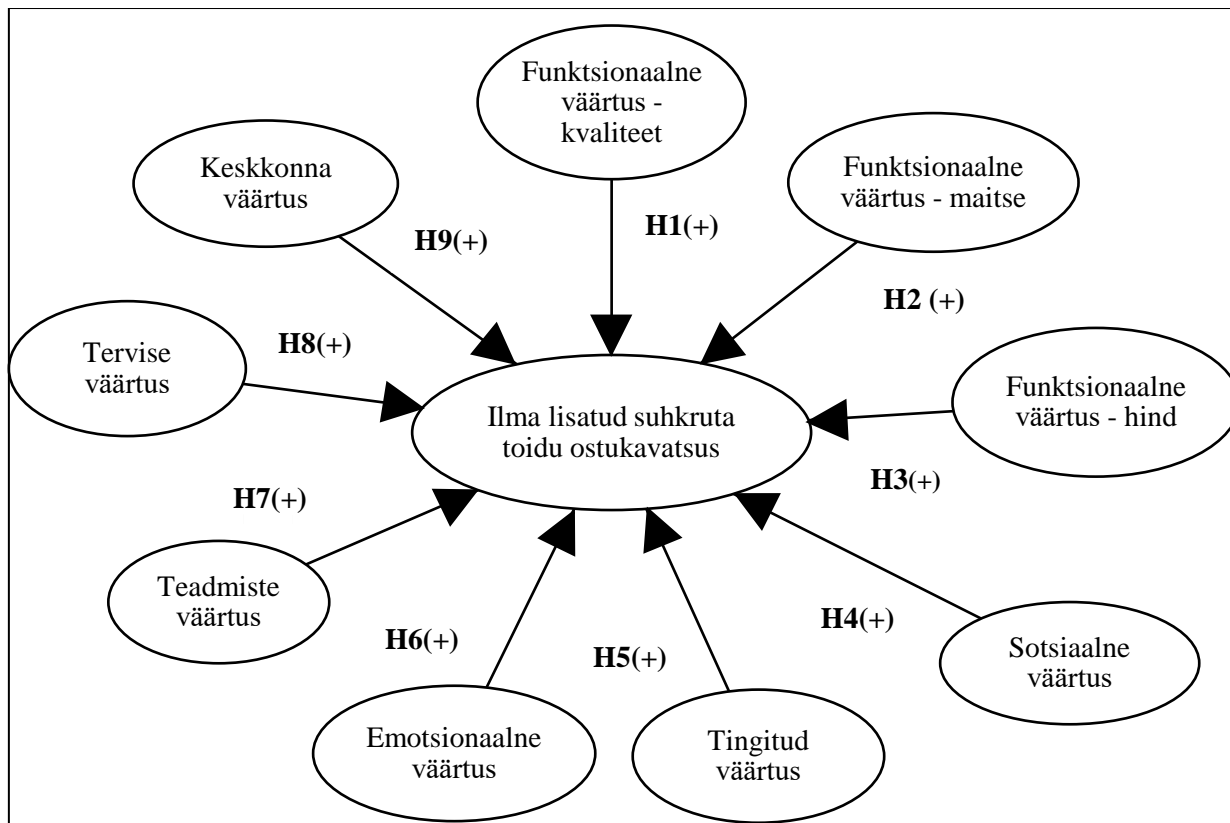 Funktsionaalne
väärtus -
kvaliteet
Funktsionaalne
väärtus - maitse
Keskkonna
väärtus
H9(+)
H1(+)
H2 (+)
Tervise
väärtus
H8(+)
Ilma lisatud suhkruta
toidu ostukavatsus
Funktsionaalne
väärtus - hind
H3(+)
H7(+)
Teadmiste
väärtus
H6(+)
H5(+)
H4(+)
Sotsiaalne
väärtus
Emotsionaalne
väärtus
Tingitud
väärtus